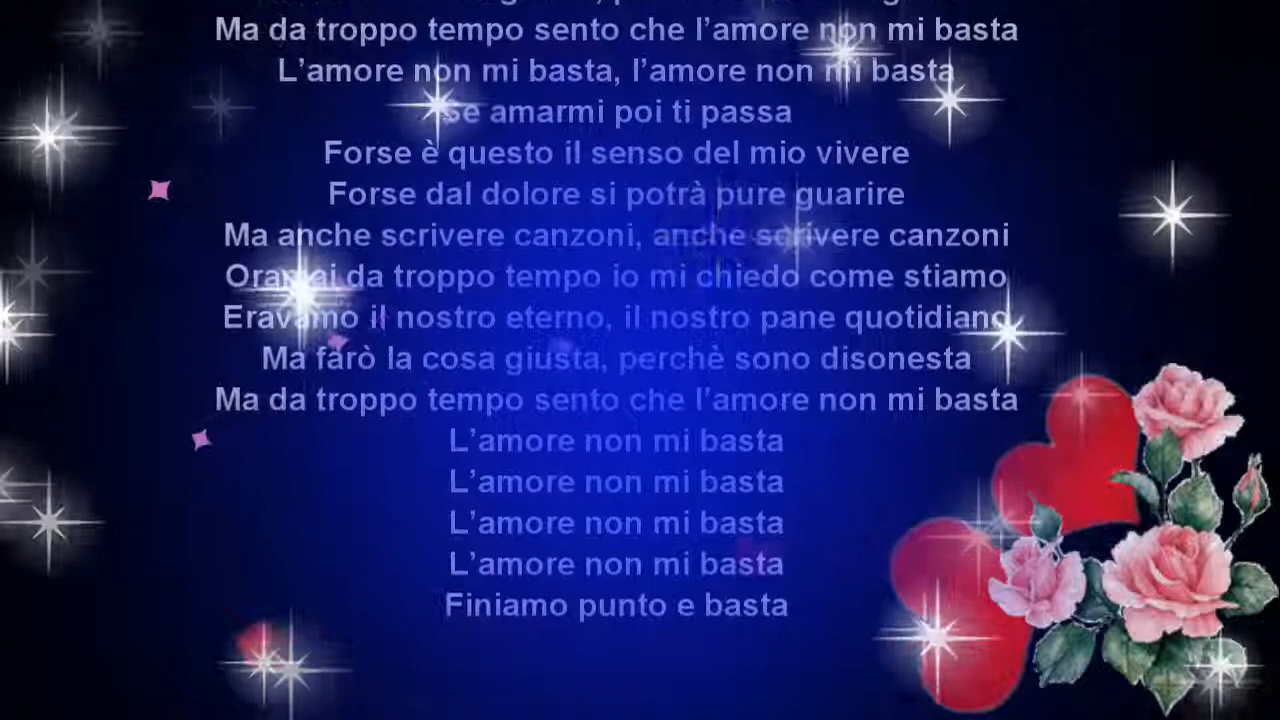 Ma da troppo tempo sento che l’amore non mi basta
L’amore non mi basta, l’amore non mi basta
se amarmi poi ti passa
Forse è questo il senso del mio vivere
Forse dal dolore si potrà pure guarire
Ma anche scrivere canzoni, anche scrivere canzoni
Oramai da troppo tempo io mi chiedo come stiamo
Eravamo il nostro eterno, il nostro pane quotidiano
Ma farò la cosa giusta, perchè sono disonesta
Ma da troppo tempo sento che l’amore non mi basta
L’amore non mi basta
L’amore non mi basta
L’amore non mi basta
L’amore non mi basta
Finiamo punto e basta